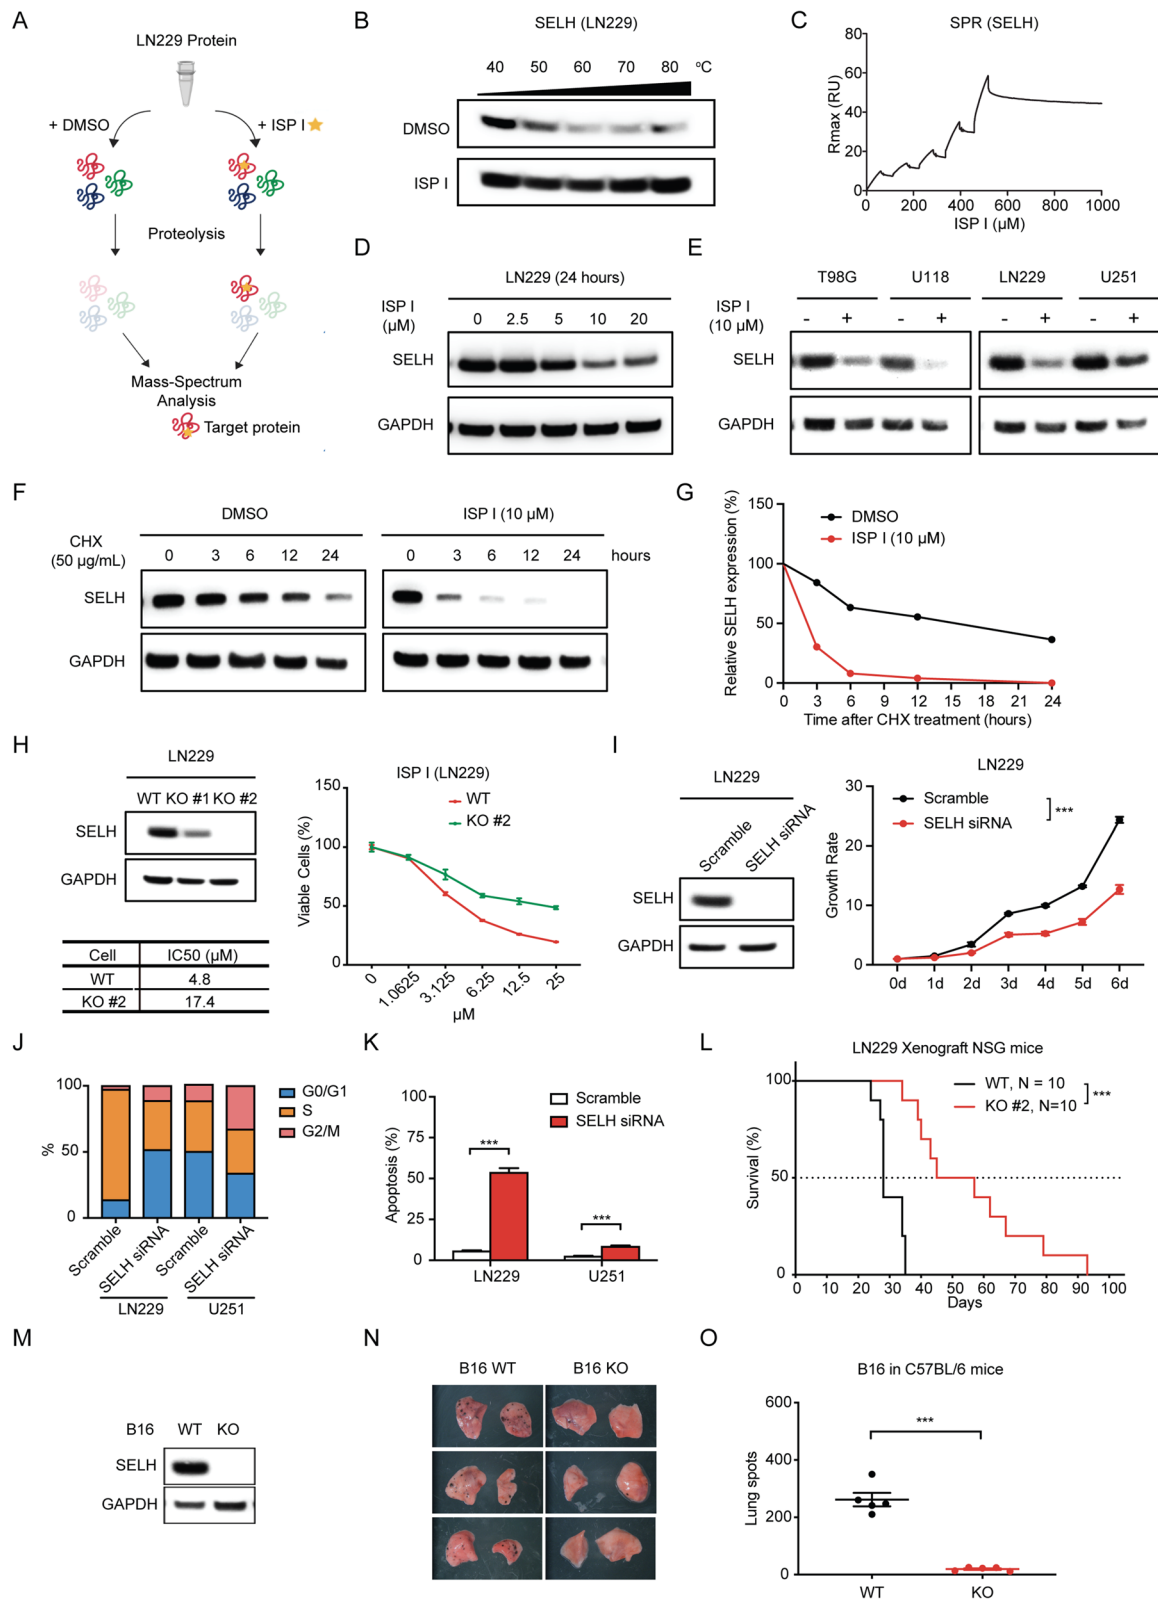 A
LN229 Protein
+ DMSO
+ ISP I
Proteolysis
Mass-Spectrum
Analysis
Target protein
B
SELH (LN229)
40 50 60 70 80 °C
DMSO
ISP I
C
SPR (SELH)
Rmax (RU)
80
60
40
20
0
0 200 400 600 800 1000
ISP I (µM)
D
LN229 (24 hours)
ISP I
(µM)
0 2.5 5 10 20
SELH
GAPDH
E
T98G U118 LN229 U251
ISP I
(10 µM)
- + - + - + - +
SELH
GAPDH
F
DMSO
ISP I (10 µM)
CHX
(50 µg/mL)
0 3 6 12 24
0 3 6 12 24 hours
SELH
GAPDH
G
Relative SELH expression (%)
150
100
50
0
DMSO
ISP I (10 µM)
0 3 6 9 12 15 18 21 24
Time after CHX treatment (hours)
H
LN229
WT KO #1 KO #2
SELH
GAPDH
Cell IC50 (µM)
WT 4.8
KO #2 17.4
ISP I (LN229)
WT
KO #2
Viable Cells (%)
150
100
50
0
0 1.0625 3.125 6.25 12.5 25
µM
I
LN229
Scramble
SELH siRNA
SELH
GAPDH
LN229
Scramble
SELH siRNA
***
Growth Rate
30
20
10
0
0d 1d 2d 3d 4d 5d 6d
J
%
100
50
0
G0/G1
S
G2/M
Scramble
SELH siRNA
Scramble
SELH siRNA
LN229 U251
K
Apoptosis (%)
100
75
50
25
0
Scramble
SELH siRNA
***
***
LN229 U251
L
LN229 Xenograft NSG mice
WT, N = 10
KO #2, N=10
***
Survival (%)
100
50
0
0 10 20 30 40 50 60 70 80 90 100
Days
M
B16 WT KO
SELH
GAPDH
N
B16 WT B16 KO
O
B16 in C57BL/6 mice
***
Lung spots
600
400
200
0
WT KO